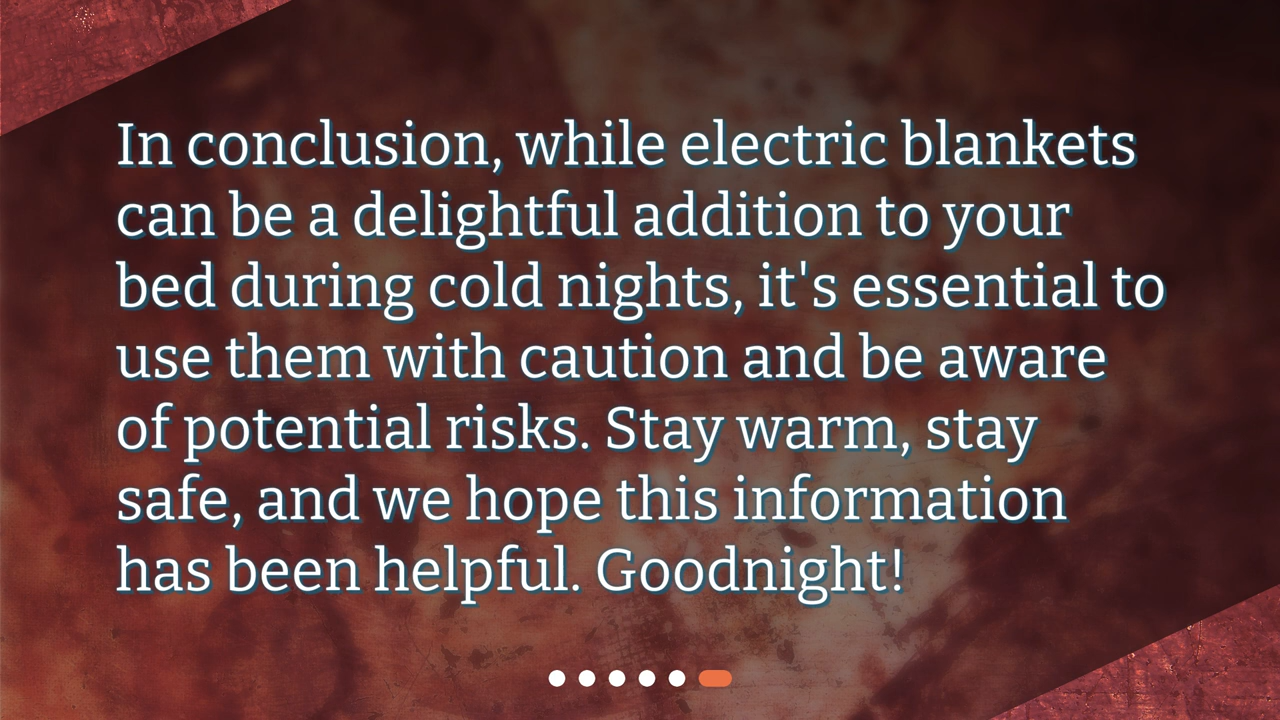 In conclusion, while electric blankets
can be a delightful addition to your
bed during cold nights, it's essential to
use them with caution and be aware
of potential risks. Stay warm, stay
safe, and we hope this information
has been helpful. Goodnight!